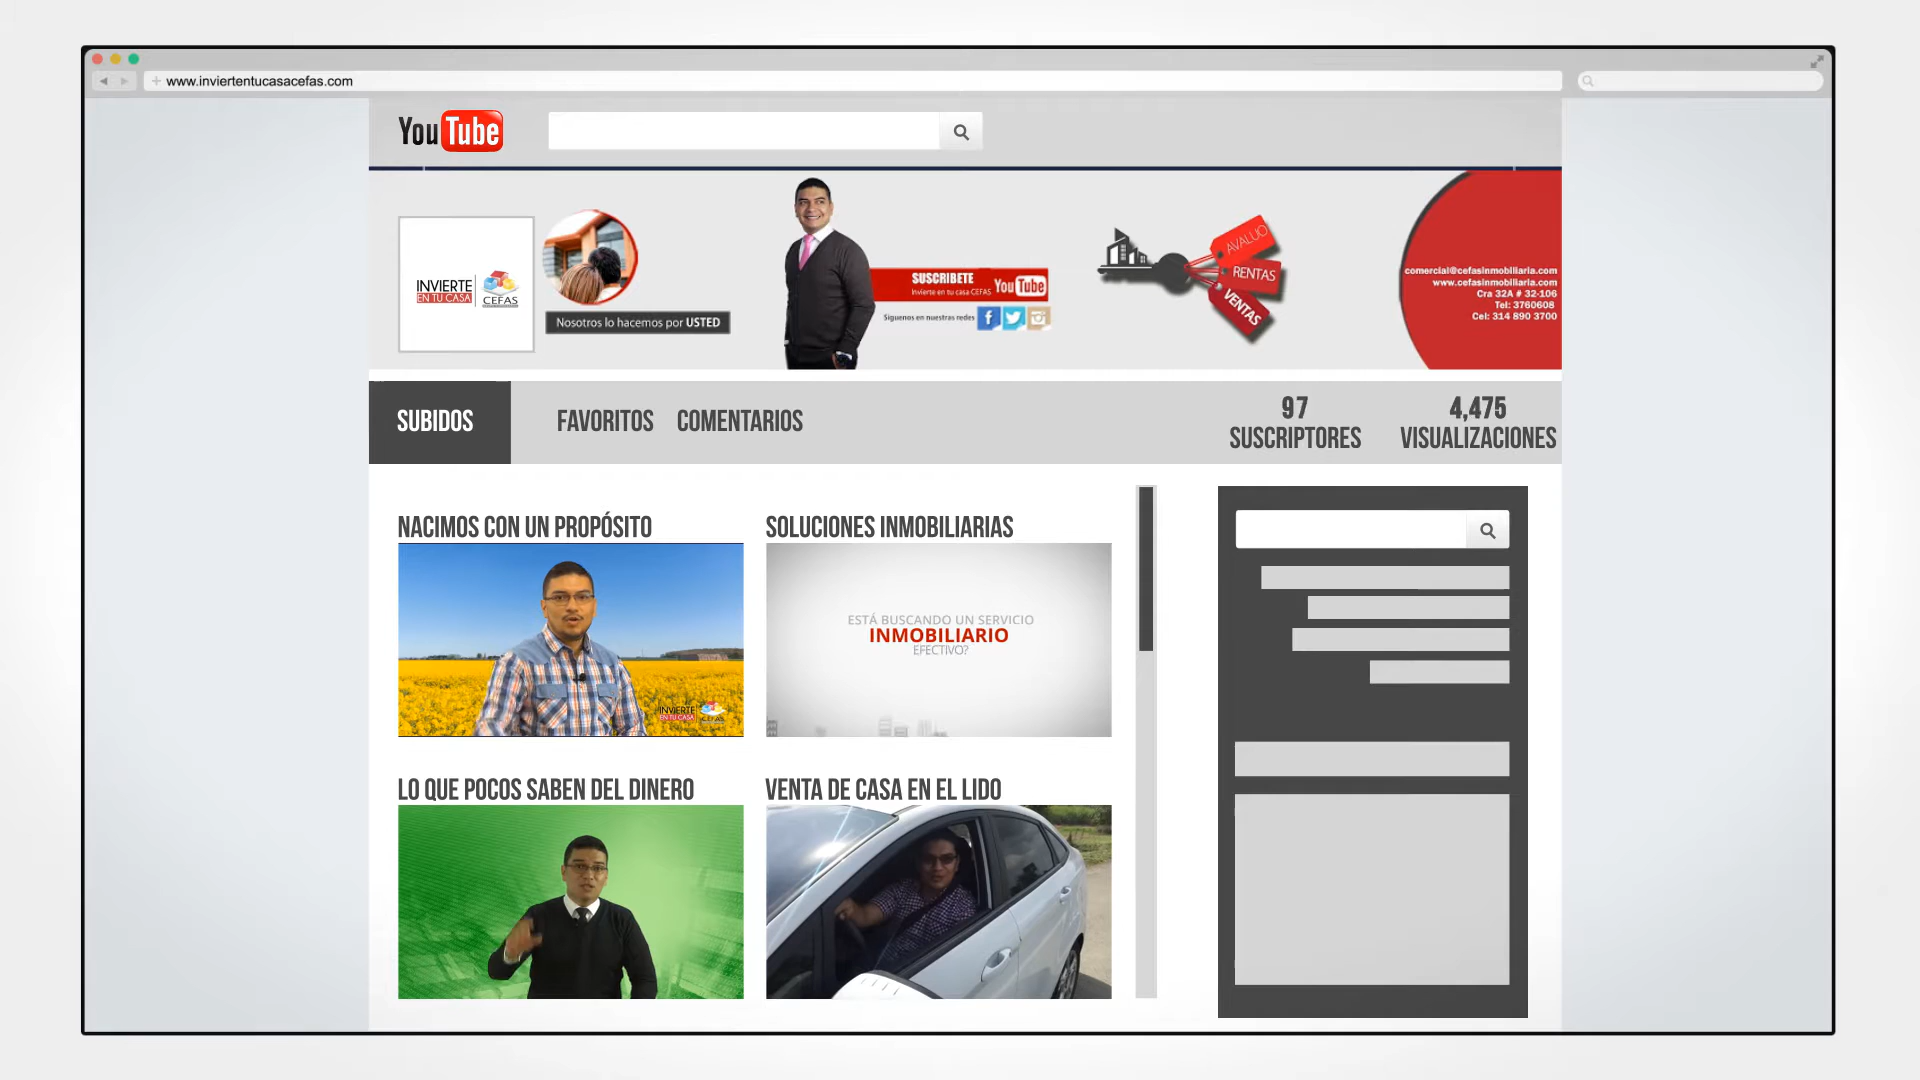 www.inviertentucasacefas.com
YouTube
INVIERTE
EN TU CASA
CEFAS
Nosotros lo hacemos por USTED
SUSCRIBETE
Invierte en tu casa CEFAS
YouTube
Siguenos en nuestras redes
AVALUO
RENTAS
VENTAS
comercial@cefasinmobiliaria.com
www.cefasinmobiliaria.com
Cra 32A # 32-106
Tel: 3760608
Cel: 314 890 3700
SUBIDOS
FAVORITOS
COMENTARIOS
97
SUSCRIPTORES
4,475
VISUALIZACIONES
NACIMOS CON UN PROPÓSITO
INVIERTE
EN TU CASA
CEFAS
SOLUCIONES INMOBILIARIAS
ESTÁ BUSCANDO UN SERVICIO
INMOBILIARIO
EFECTIVO?
LO QUE POCOS SABEN DEL DINERO
VENTA DE CASA EN EL LIDO